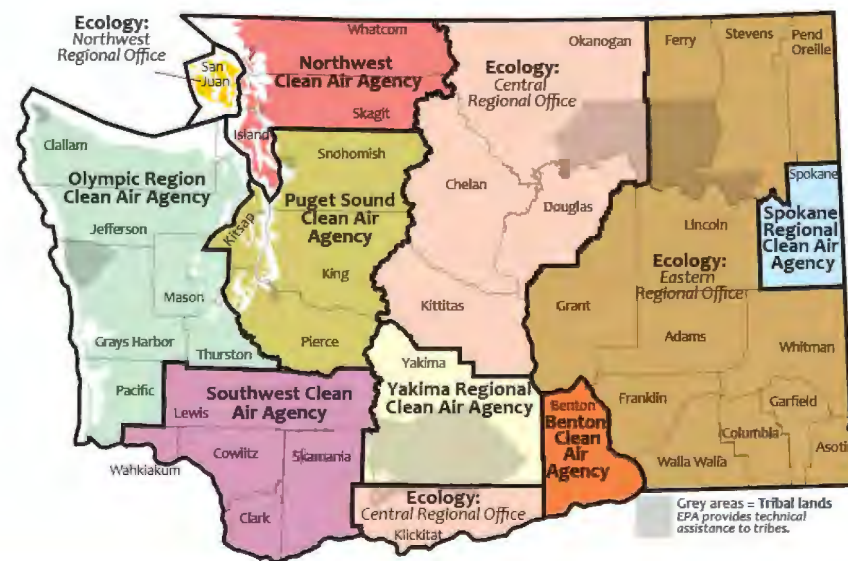 Ecology:
Northwest
Regional Office
San
Juan
Whatcom
Northwest
Clean Air Agency
Skagit
Island
Okanogan
Ecology:
Central
Regional Office
Chelan
Douglas
Kittitas
Ferry
Stevens
Pend
Oreille
Clallam
Olympic Region
Clean Air Agency
Jefferson
Mason
Grays Harbor
Thurston
Pacific
Snohomish
Puget Sound
Clean Air
Agency
Kitsap
King
Pierce
Spokane
Spokane
Regional
Clean Air
Agency
Lincoln
Ecology:
Eastern
Regional Office
Grant
Adams
Whitman
Franklin
Garfield
Columbia
Walla Walla
Asotin
Yakima
Yakima Regional
Clean Air Agency
Benton
Benton
Clean
Air
Agency
Southwest Clean
Air Agency
Lewis
Wahkiakum
Cowlitz
Skamania
Clark
Ecology:
Central Regional Office
Klickitat
Grey areas = Tribal lands
EPA provides technical
assistance to tribes.